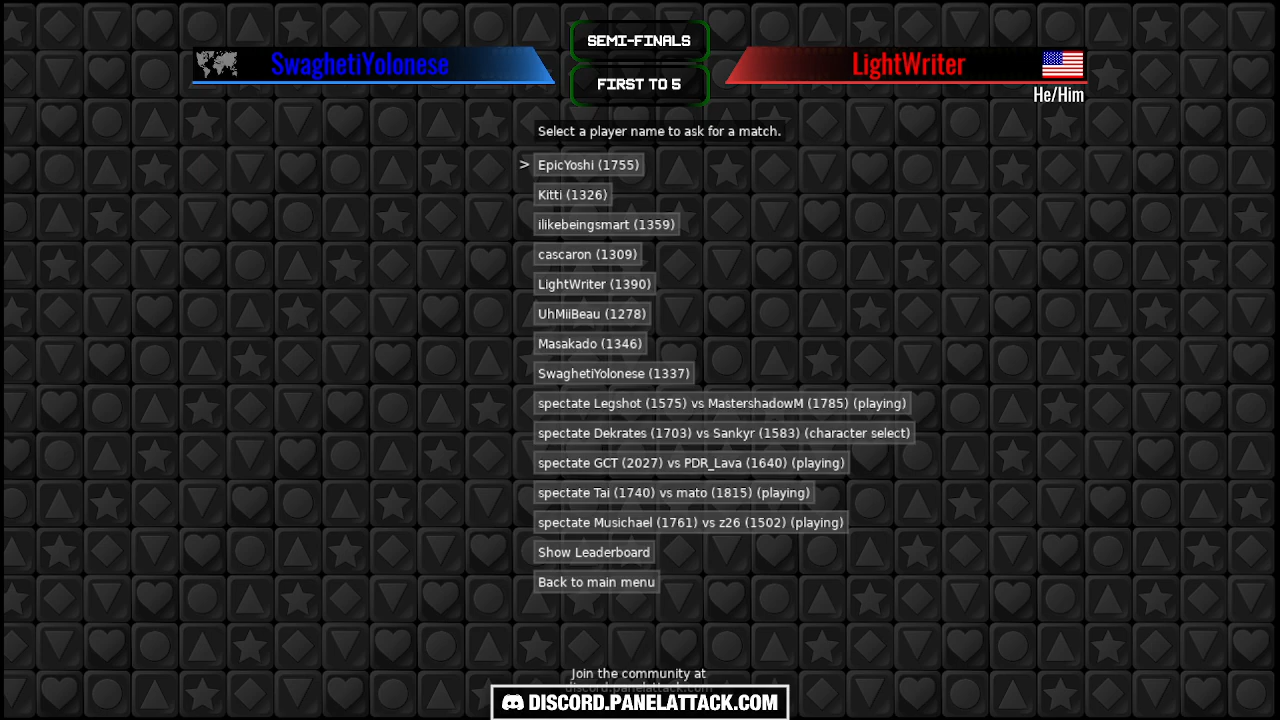 SEMI-FINALS
SwaghetiYolonese
LightWriter
FIRST TO 5
He/Him
Select a player name to ask for a match.
> EpicYoshi (1755)
Kitti (1326)
ilikebeingsmart (1359)
cascaron (1309)
LightWriter (1390)
UhMiiBeau (1278)
Masakado (1346)
SwaghetiYolonese (1337)
spectate Legshot (1575) vs MastershadowM (1785) (playing)
spectate Dekrates (1703) vs Sankyr (1583) (character select)
spectate GCT (2027) vs PDR_Lava (1640) (playing)
spectate Tai (1740) vs mato (1815) (playing)
spectate Musichael (1761) vs z26 (1502) (playing)
Show Leaderboard
Back to main menu
Join the community at
discord.panelattack.com
DISCORD.PANELATTACK.COM